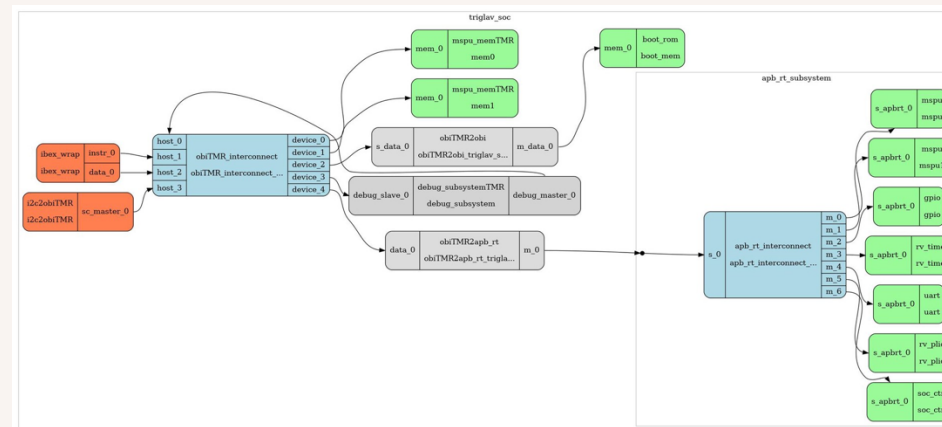 triglav_soc
mem_0
mspu_memTMR
mem0
mem_0
boot_rom
boot_mem
apb_rt_subsystem
mem_0
mspu_memTMR
mem1
s_apbrt_0
ibex_wrap
ibex_wrap
instr_0
data_0
host_0
host_1
host_2
host_3
obiTMR_interconnect
obiTMR_interconnect_...
device_0
device_1
device_2
device_3
device_4
s_data_0
obiTMR2obi
obiTMR2obi_triglav_s...
m_data_0
s_apbrt_0
i2c2obiTMR
i2c2obiTMR
sc_master_0
debug_slave_0
debug_subsystemTMR
debug_subsystem
debug_master_0
s_apbrt_0
gpio
gpio
data_0
obiTMR2apb_rt
obiTMR2apb_rt_trigla...
m_0
s_0
apb_rt_interconnect
apb_rt_interconnect_...
m_0
m_1
m_2
m_3
m_4
m_5
m_6
s_apbrt_0
s_apbrt_0
uart
uart
s_apbrt_0
s_apbrt_0